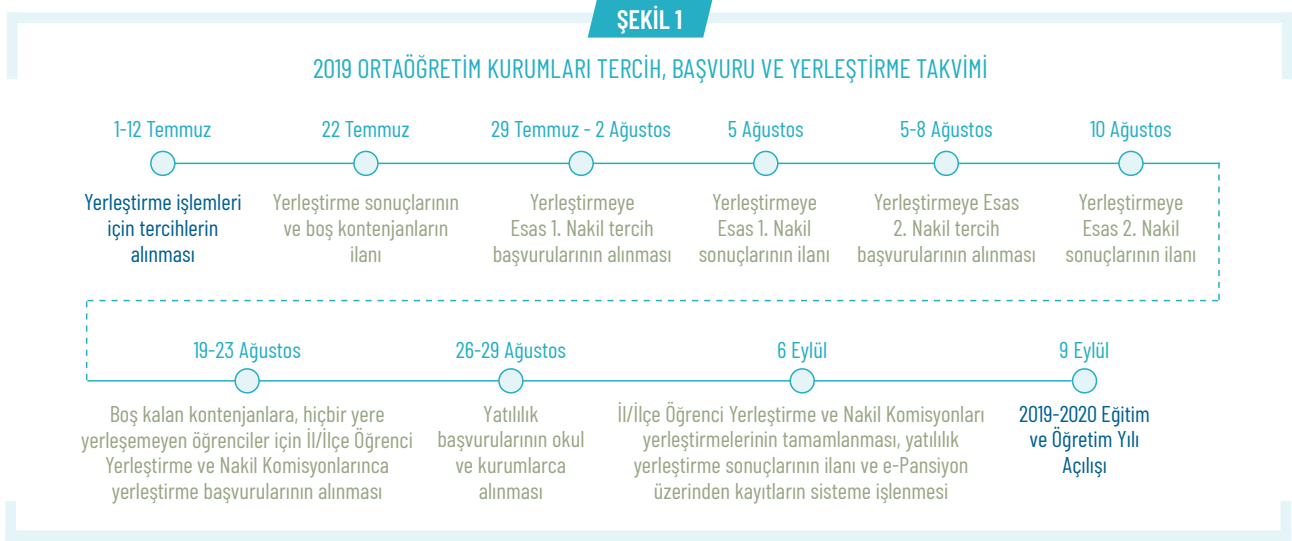 ŞEKİL 1
2019 ORTAÖĞRETİM KURUMLARI TERCİH, BAŞVURU VE YERLEŞTİRME TAKVİMİ
1-12 Temmuz
Yerleştirme işlemleri
için tercihlerin
alınması
22 Temmuz
Yerleştirme sonuçlarının
ve boş kontenjanların
ilanı
29 Temmuz - 2 Ağustos
Yerleştirmeye
Esas 1. Nakil tercih
başvurularının alınması
5 Ağustos
Yerleştirmeye
Esas 1. Nakil
sonuçlarının ilanı
5-8 Ağustos
Yerleştirmeye Esas
2. Nakil tercih
başvurularının alınması
10 Ağustos
Yerleştirmeye
Esas 2. Nakil
sonuçlarının ilanı
19-23 Ağustos
Boş kalan kontenjanlara, hiçbir yere
yerleşemeyen öğrenciler için İl/İlçe Öğrenci
Yerleştirme ve Nakil Komisyonlarınca
yerleştirme başvurularının alınması
26-29 Ağustos
Yatılılık
başvurularının okul
ve kurumlarca
alınması
6 Eylül
İl/İlçe Öğrenci Yerleştirme ve Nakil Komisyonları
yerleştirmelerinin tamamlanması, yatılılık
yerleştirme sonuçlarının ilanı ve e-Pansiyon
üzerinden kayıtların sisteme işlenmesi
9 Eylül
2019-2020 Eğitim
ve Öğretim Yılı
Açılışı